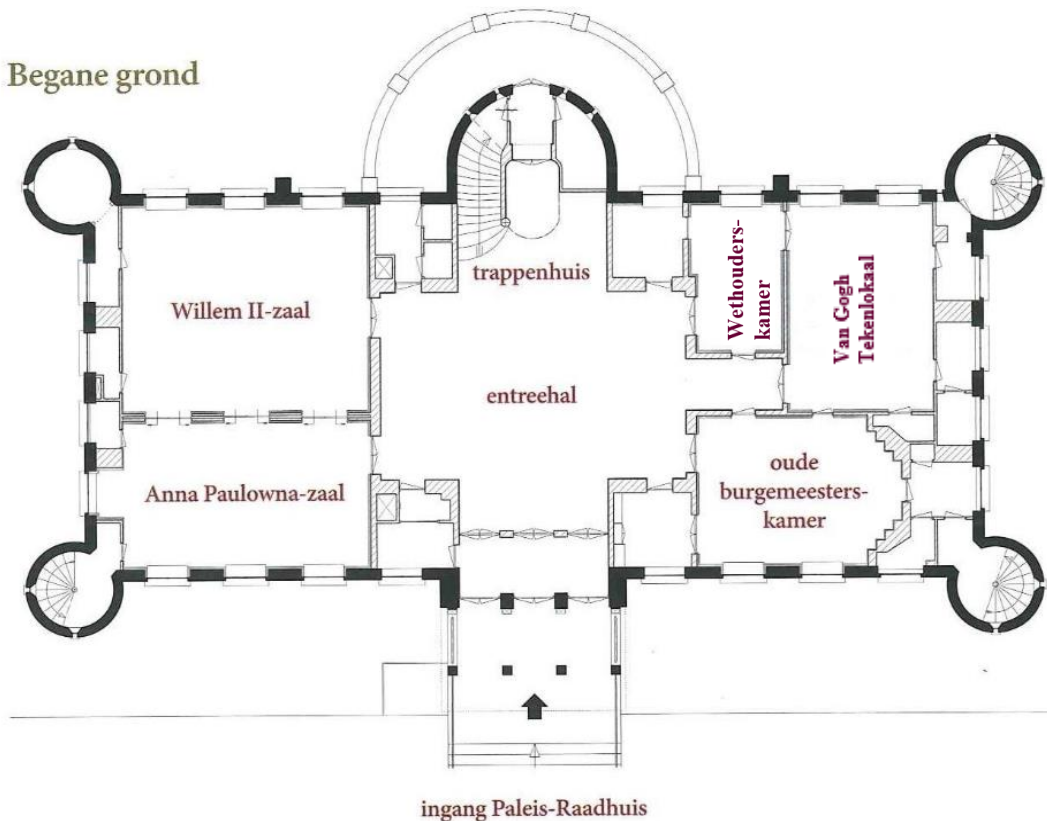 Begane grond
trappenhuis
Willem II-zaal
Wethouders-
kamer
Van Gogh
Tekenlokaal
entreehal
Anna Paulowna-zaal
oude
burgemeesters-
kamer
ingang Paleis-Raadhuis